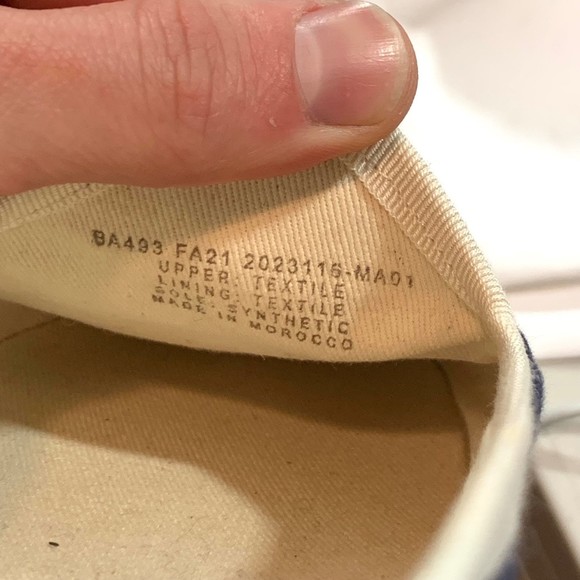 BA493 FA21 2023116-MA01
UPPER: TEXTILE
LINING: TEXTILE
SOLE: SYNTHETIC
MADE IN MOROCCO